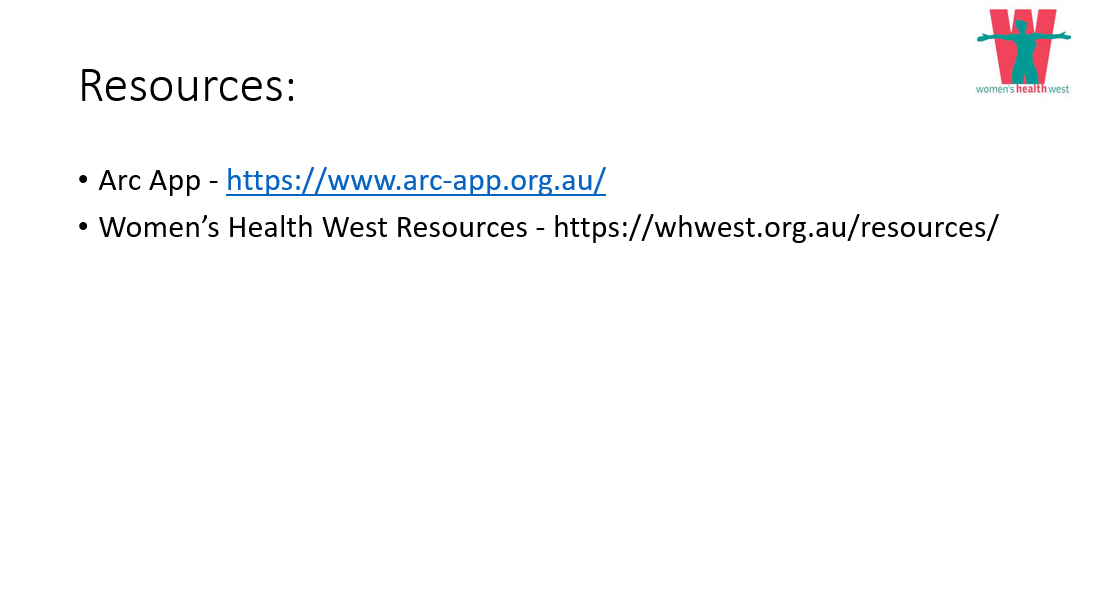 women's health west
Resources:
• Arc App - https://www.arc-app.org.au/
• Women’s Health West Resources - https://whwest.org.au/resources/